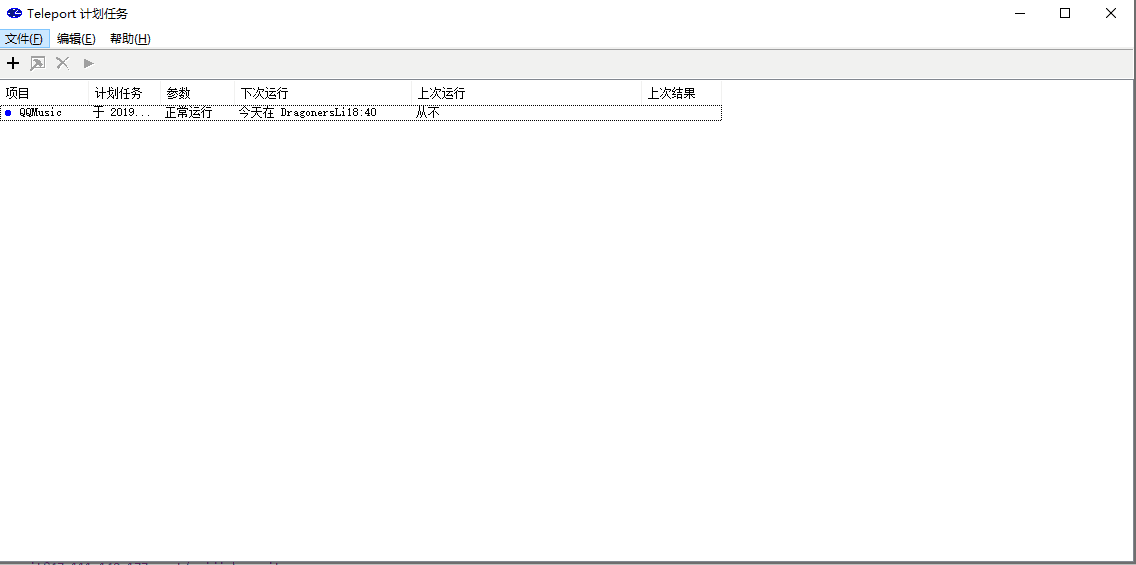 Teleport 计划任务
文件(F) 编辑(E) 帮助(H)
项目 计划任务 参数 下次运行 上次运行 上次结果
QQMusic 于 2019... 正常运行 今天在 DragonersLi18:40 从不